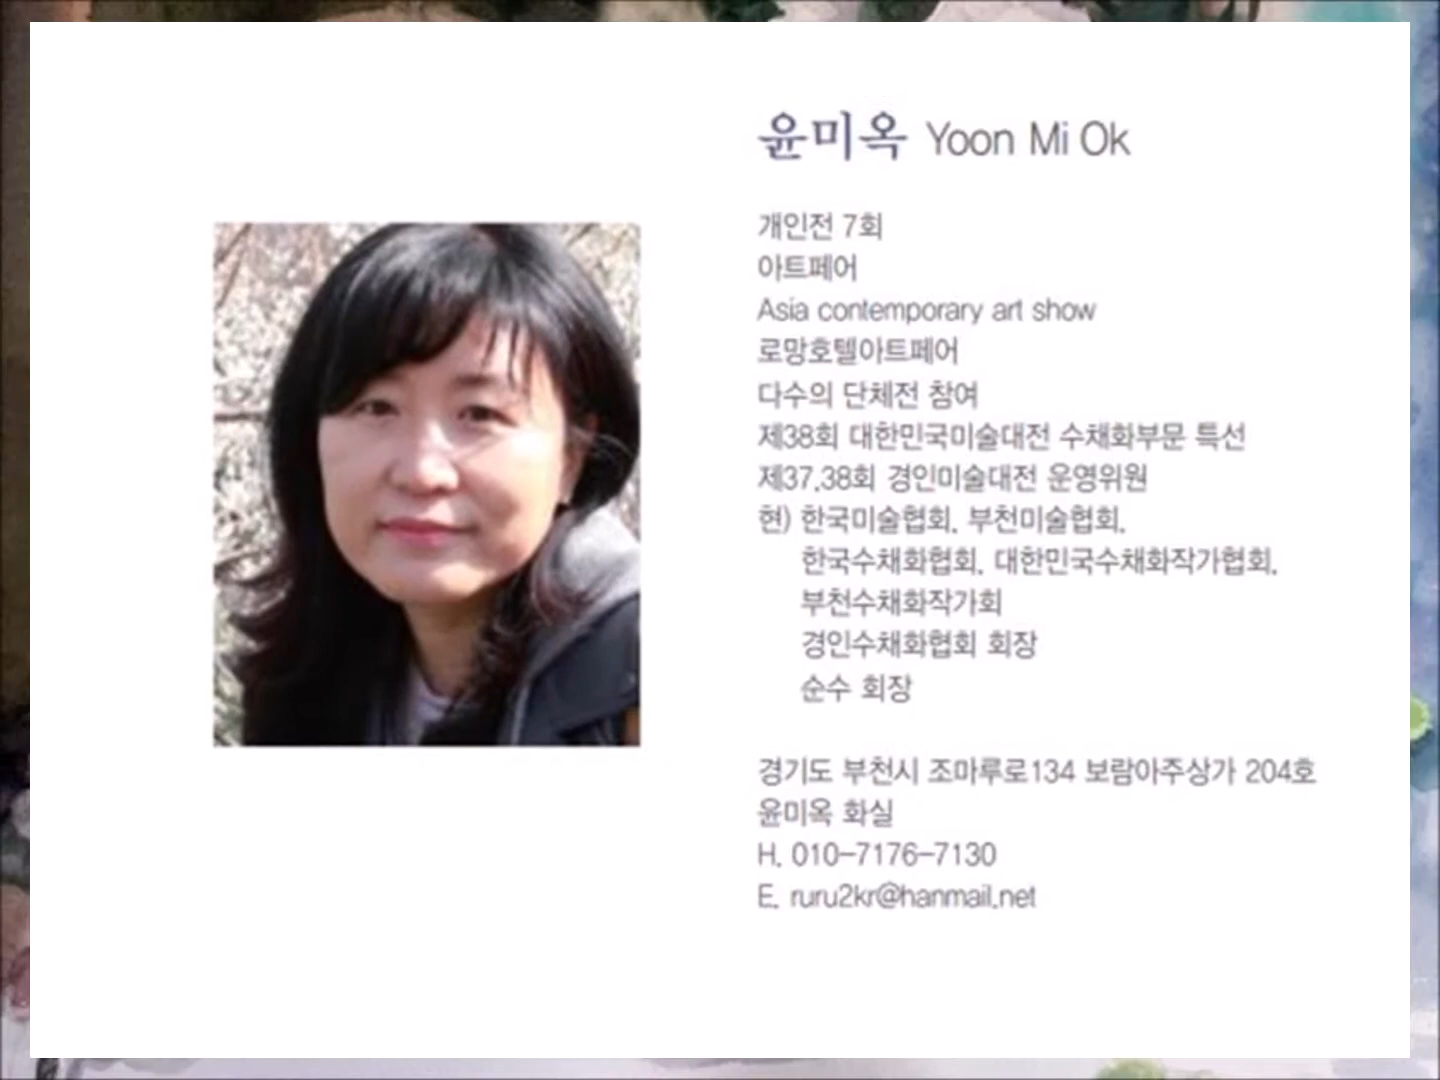 윤미옥 Yoon Mi Ok
개인전 7회
아트페어
Asia contemporary art show
로망호텔아트페어
다수의 단체전 참여
제38회 대한민국미술대전 수채화부문 특선
제37,38회 경인미술대전 운영위원
현) 한국미술협회, 부천미술협회,
한국수채화협회, 대한민국수채화작가협회,
부천수채화작가회
경인수채화협회 회장
순수 회장
경기도 부천시 조마루로134 보람아주상가 204호
윤미옥 화실
H. 010-7176-7130
E. ruru2kr@hanmail.net